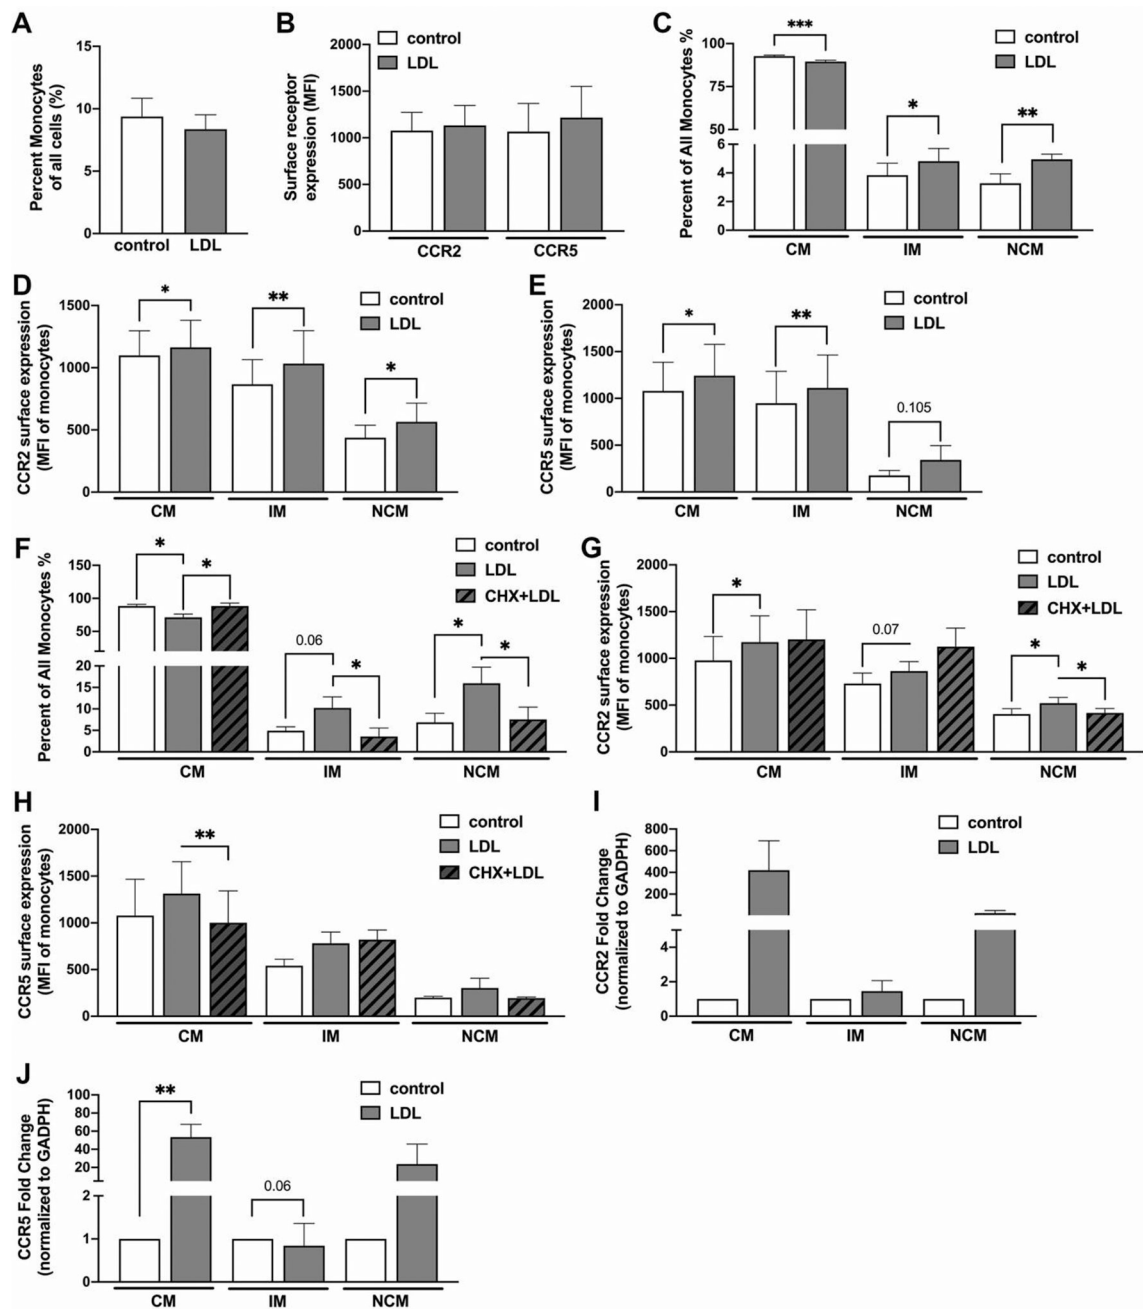 A
Percent Monocytes
of all cells (%)
15
10
5
0
control
LDL
B
Surface receptor
expression (MFI)
2000
1500
1000
500
0
control
LDL
CCR2
CCR5
C
Percent of All Monocytes %
100
75
50
6
4
2
0
***
*
**
control
LDL
CM
IM
NCM
D
CCR2 surface expression
(MFI of monocytes)
1500
1000
500
0
*
**
*
control
LDL
CM
IM
NCM
E
CCR5 surface expression
(MFI of monocytes)
2000
1500
1000
500
0
*
**
0.105
control
LDL
CM
IM
NCM
F
Percent of All Monocytes %
150
100
50
20
15
10
5
0
*
*
0.06
*
*
*
control
LDL
CHX+LDL
CM
IM
NCM
G
CCR2 surface expression
(MFI of monocytes)
2000
1500
1000
500
0
*
0.07
*
*
control
LDL
CHX+LDL
CM
IM
NCM
H
CCR5 surface expression
(MFI of monocytes)
2000
1500
1000
500
0
**
control
LDL
CHX+LDL
CM
IM
NCM
I
CCR2 Fold Change
(normalized to GADPH)
800
600
400
200
4
2
0
control
LDL
CM
IM
NCM
J
CCR5 Fold Change
(normalized to GADPH)
100
80
60
40
20
2
1
0
**
0.06
control
LDL
CM
IM
NCM